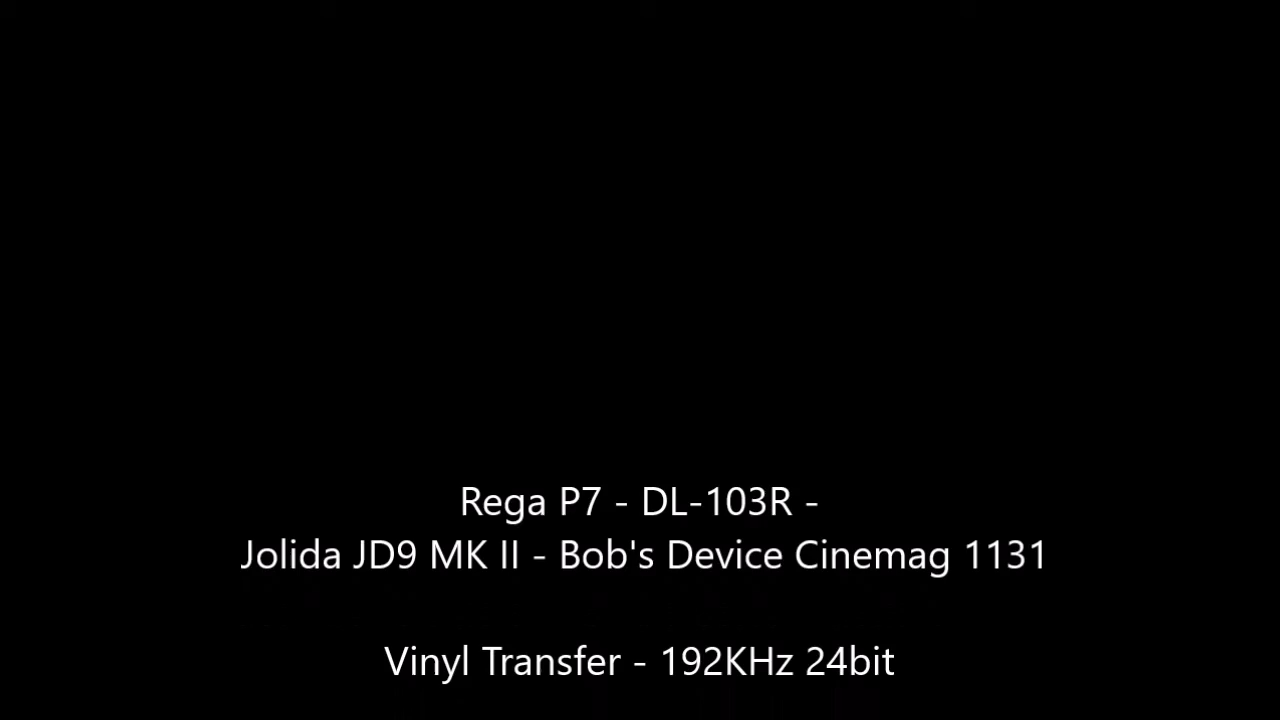 Rega P7 - DL-103R -
Jolida JD9 MK II - Bob's Device Cinemag 1131
Vinyl Transfer - 192KHz 24bit